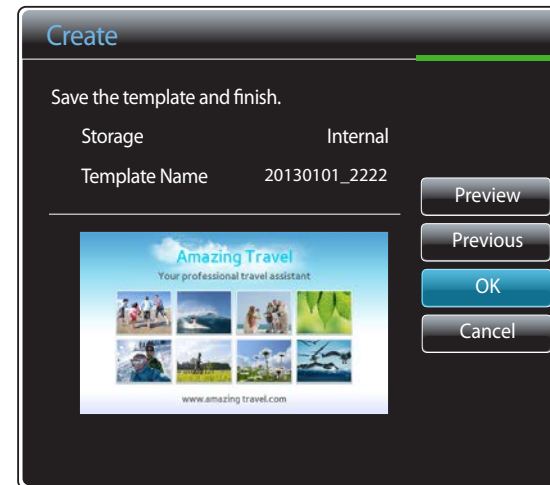 Create
Save the template and finish.
Storage Internal
Template Name 20130101_2222
Preview
Previous
OK
Cancel
Amazing Travel
Your professional travel assistant
www.amazing travel.com